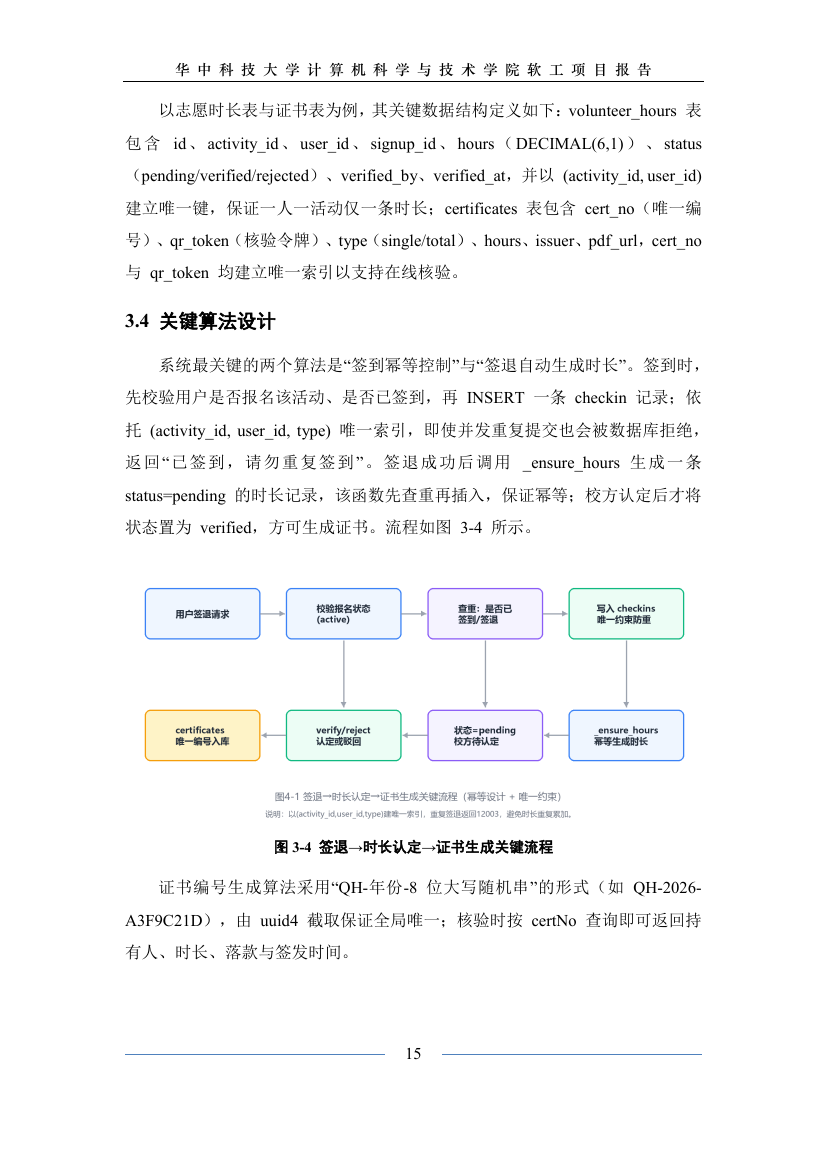 华中科技大学计算机科学与技术学院软工项目报告
以志愿时长表与证书表为例，其关键数据结构定义如下：volunteer_hours 表
包含 id、activity_id、user_id、signup_id、hours（DECIMAL(6,1)）、status
（pending/verified/rejected）、verified_by、verified_at，并以 (activity_id, user_id)
建立唯一键，保证一人一活动仅一条时长；certificates 表包含 cert_no（唯一编
号）、qr_token（核验令牌）、type（single/total）、hours、issuer、pdf_url，cert_no
与 qr_token 均建立唯一索引以支持在线核验。
3.4 关键算法设计
系统最关键的两个算法是“签到幂等控制”与“签退自动生成时长”。签到时，
先校验用户是否报名该活动、是否已签到，再 INSERT 一条 checkin 记录；依
托 (activity_id, user_id, type) 唯一索引，即使并发重复提交也会被数据库拒绝，
返回“已签到，请勿重复签到”。签退成功后调用 _ensure_hours 生成一条
status=pending 的时长记录，该函数先查重再插入，保证幂等；校方认定后才将
状态置为 verified，方可生成证书。流程如图 3-4 所示。
用户签退请求
校验报名状态
(active)
查重：是否已
签到/签退
写入 checkins
唯一约束防重
certificates
唯一编号入库
verify/reject
认定或驳回
状态=pending
校方待认定
_ensure_hours
幂等生成时长
图4-1 签退→时长认定→证书生成关键流程（幂等设计 + 唯一约束）
说明：以(activity_id,user_id,type)建唯一索引，重复签退返回12003，避免时长重复累加。
图 3-4 签退→时长认定→证书生成关键流程
证书编号生成算法采用“QH-年份-8 位大写随机串”的形式（如 QH-2026-
A3F9C21D），由 uuid4 截取保证全局唯一；核验时按 certNo 查询即可返回持
有人、时长、落款与签发时间。
15